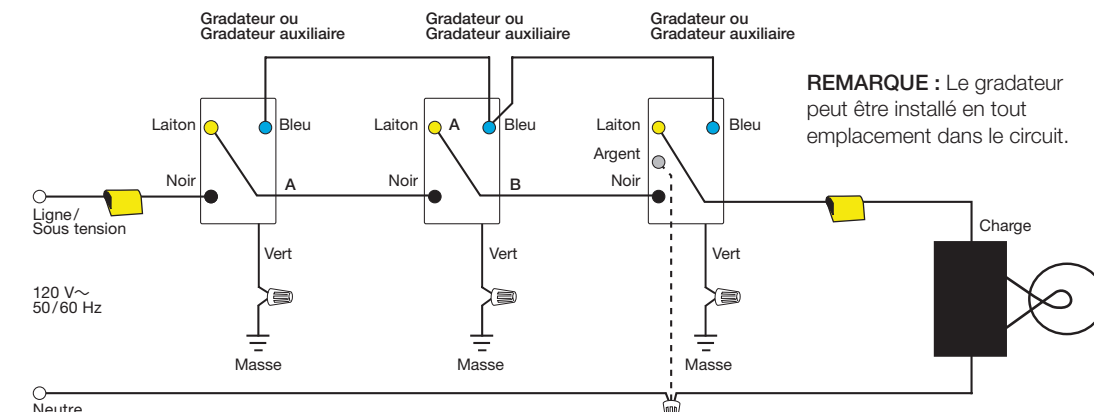 Gradateur ou
Gradateur auxiliaire
Gradateur ou
Gradateur auxiliaire
Gradateur ou
Gradateur auxiliaire
REMARQUE : Le gradateur
peut être installé en tout
emplacement dans le circuit.
Laiton
Bleu
Laiton
A
Bleu
Laiton
Bleu
Argent
Noir
A
Noir
B
Noir
Ligne/
Sous tension
Charge
Vert
Vert
Vert
120 V~
50/60 Hz
Masse
Masse
Masse
Neutre